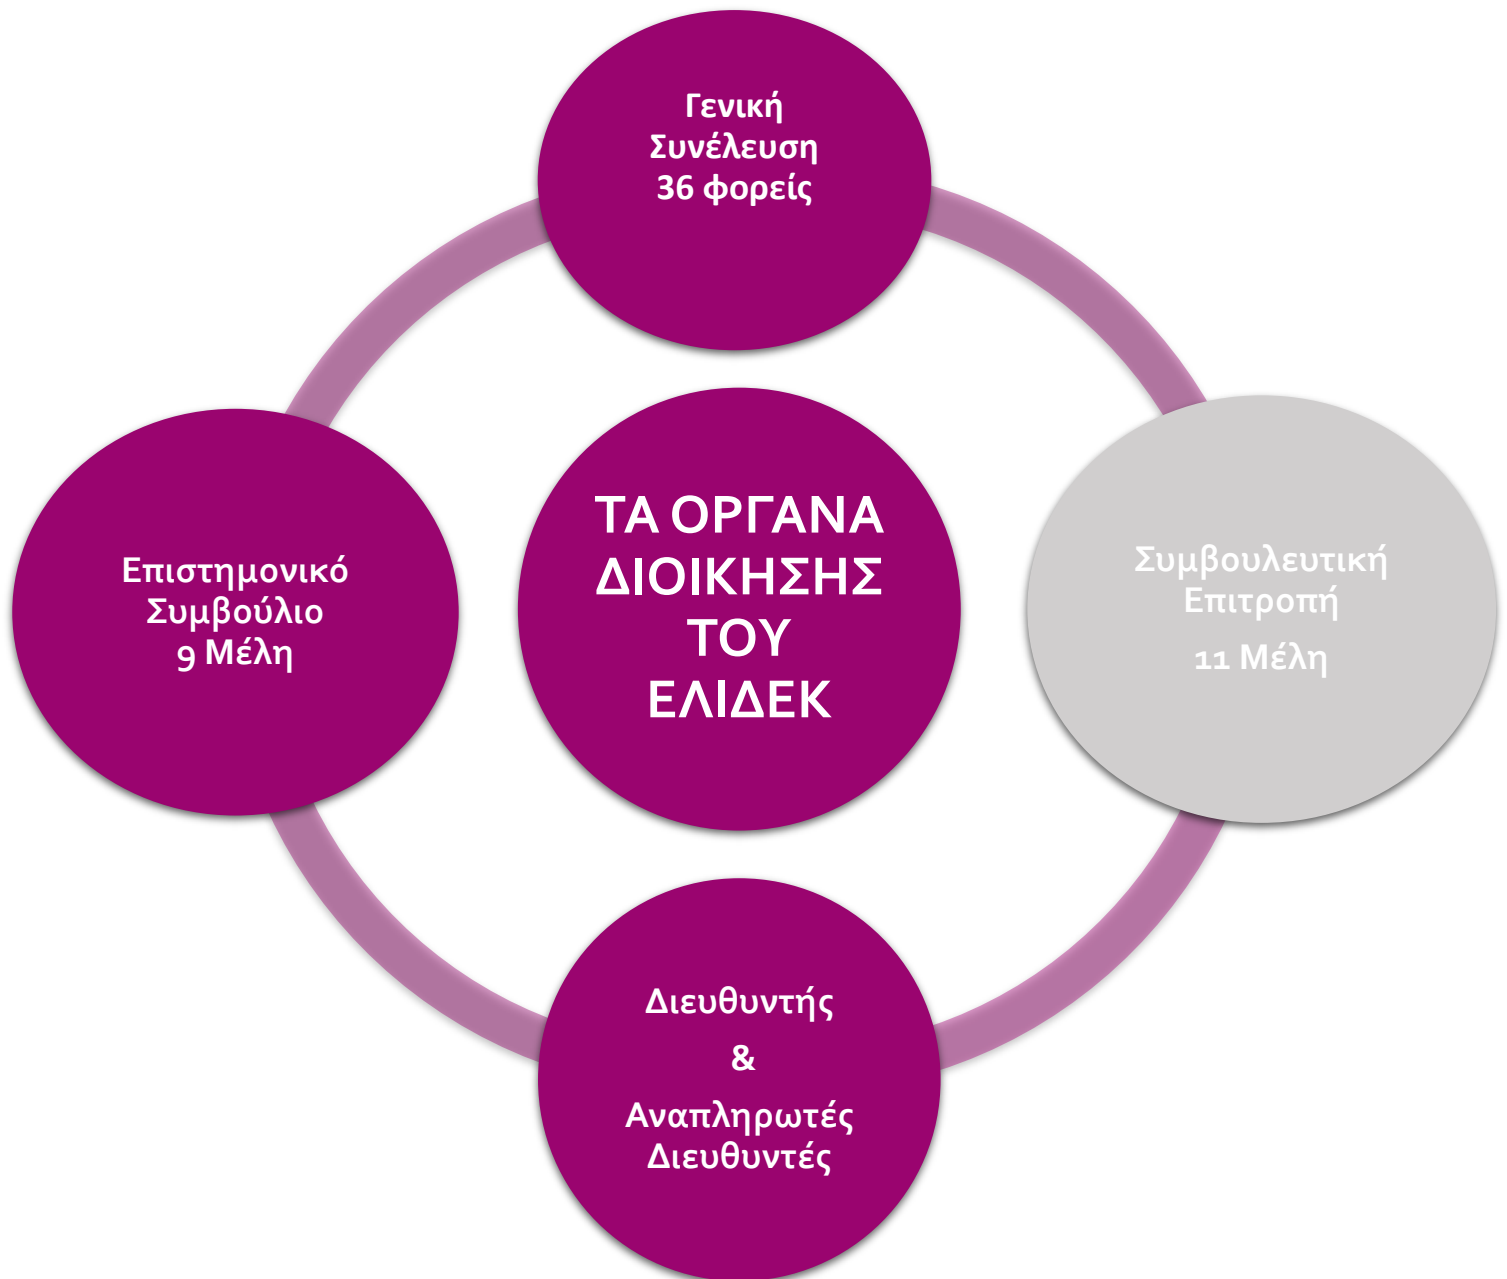 Γενική
Συνέλευση
36 φορείς
Επιστημονικό
Συμβούλιο
9 Μέλη
ΤΑ ΟΡΓΑΝΑ
ΔΙΟΙΚΗΣΗΣ
ΤΟΥ
ΕΛΙΔΕΚ
Συμβουλευτική
Επιτροπή
11 Μέλη
Διευθυντής
&
Αναπληρωτές
Διευθυντές